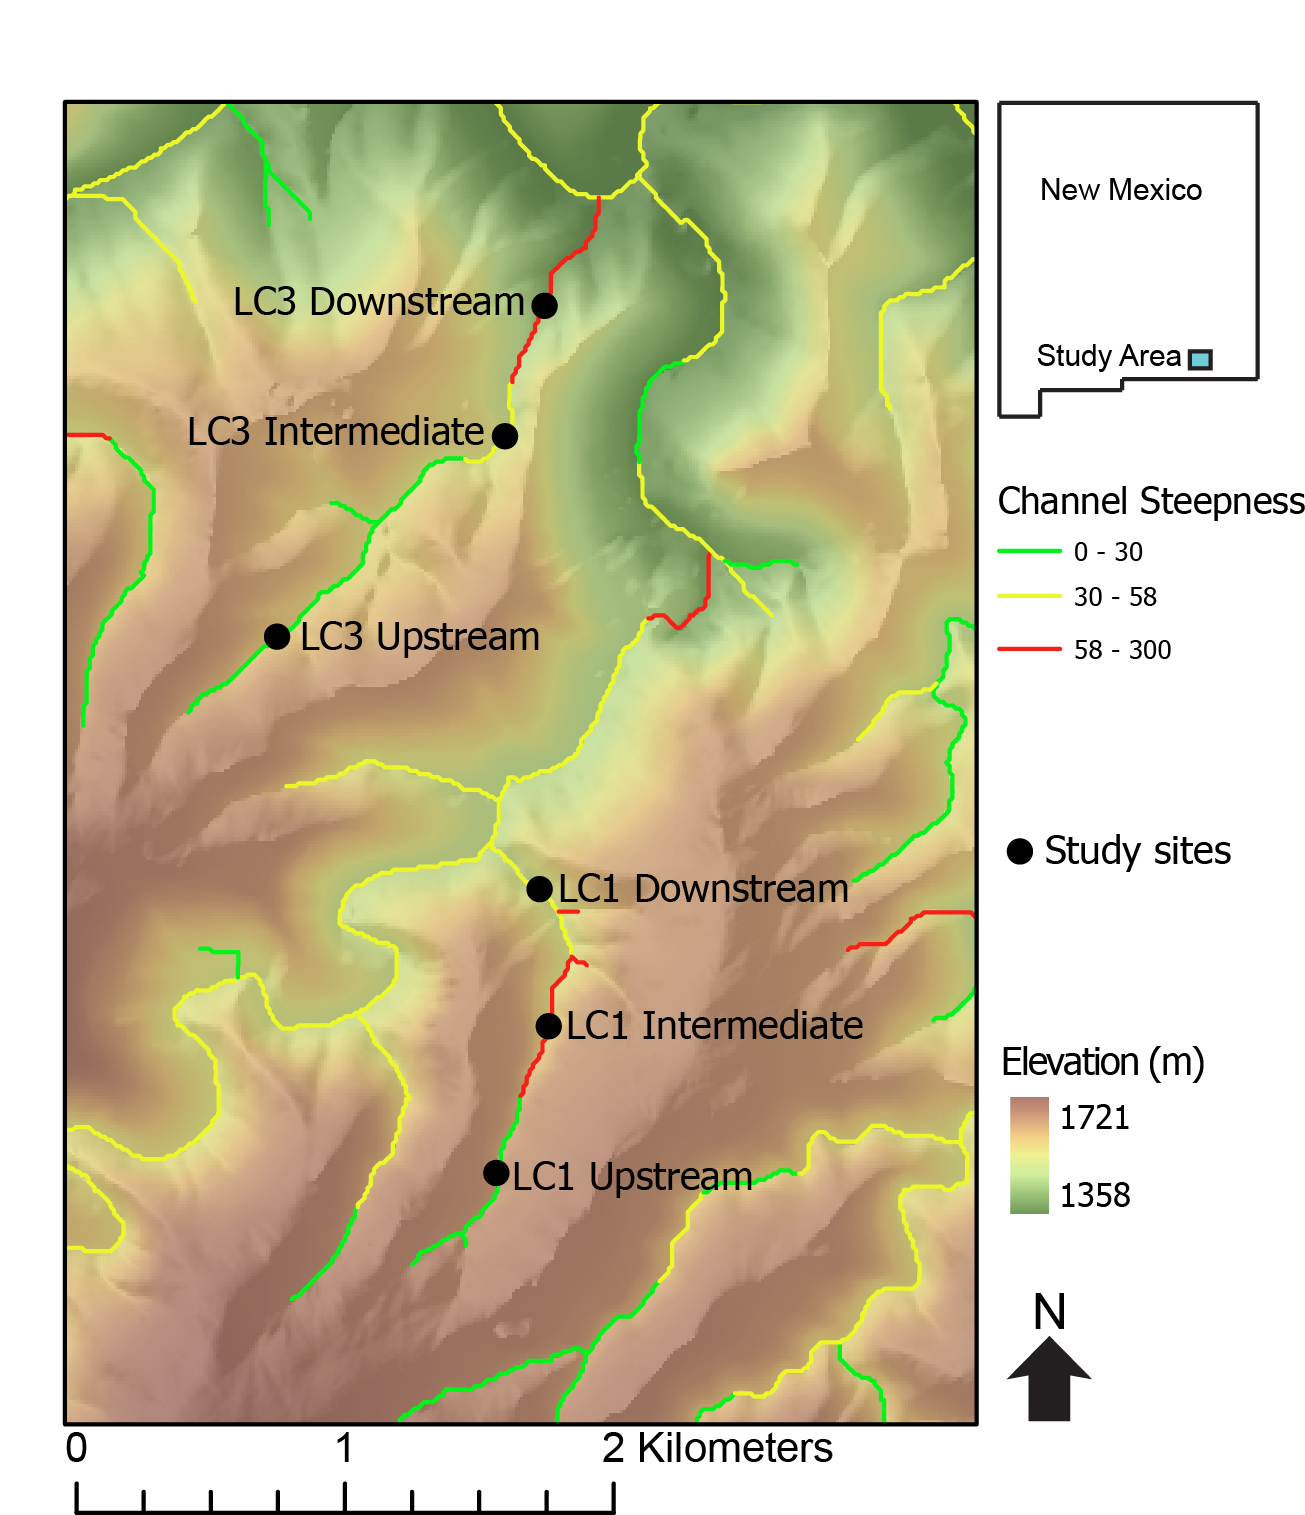 New Mexico
Study Area
LC3 Downstream
LC3 Intermediate
LC3 Upstream
LC1 Downstream
LC1 Intermediate
LC1 Upstream
Channel Steepness
0 - 30
30 - 58
58 - 300
Study sites
Elevation (m)
1721
1358
N
0 1 2 Kilometers